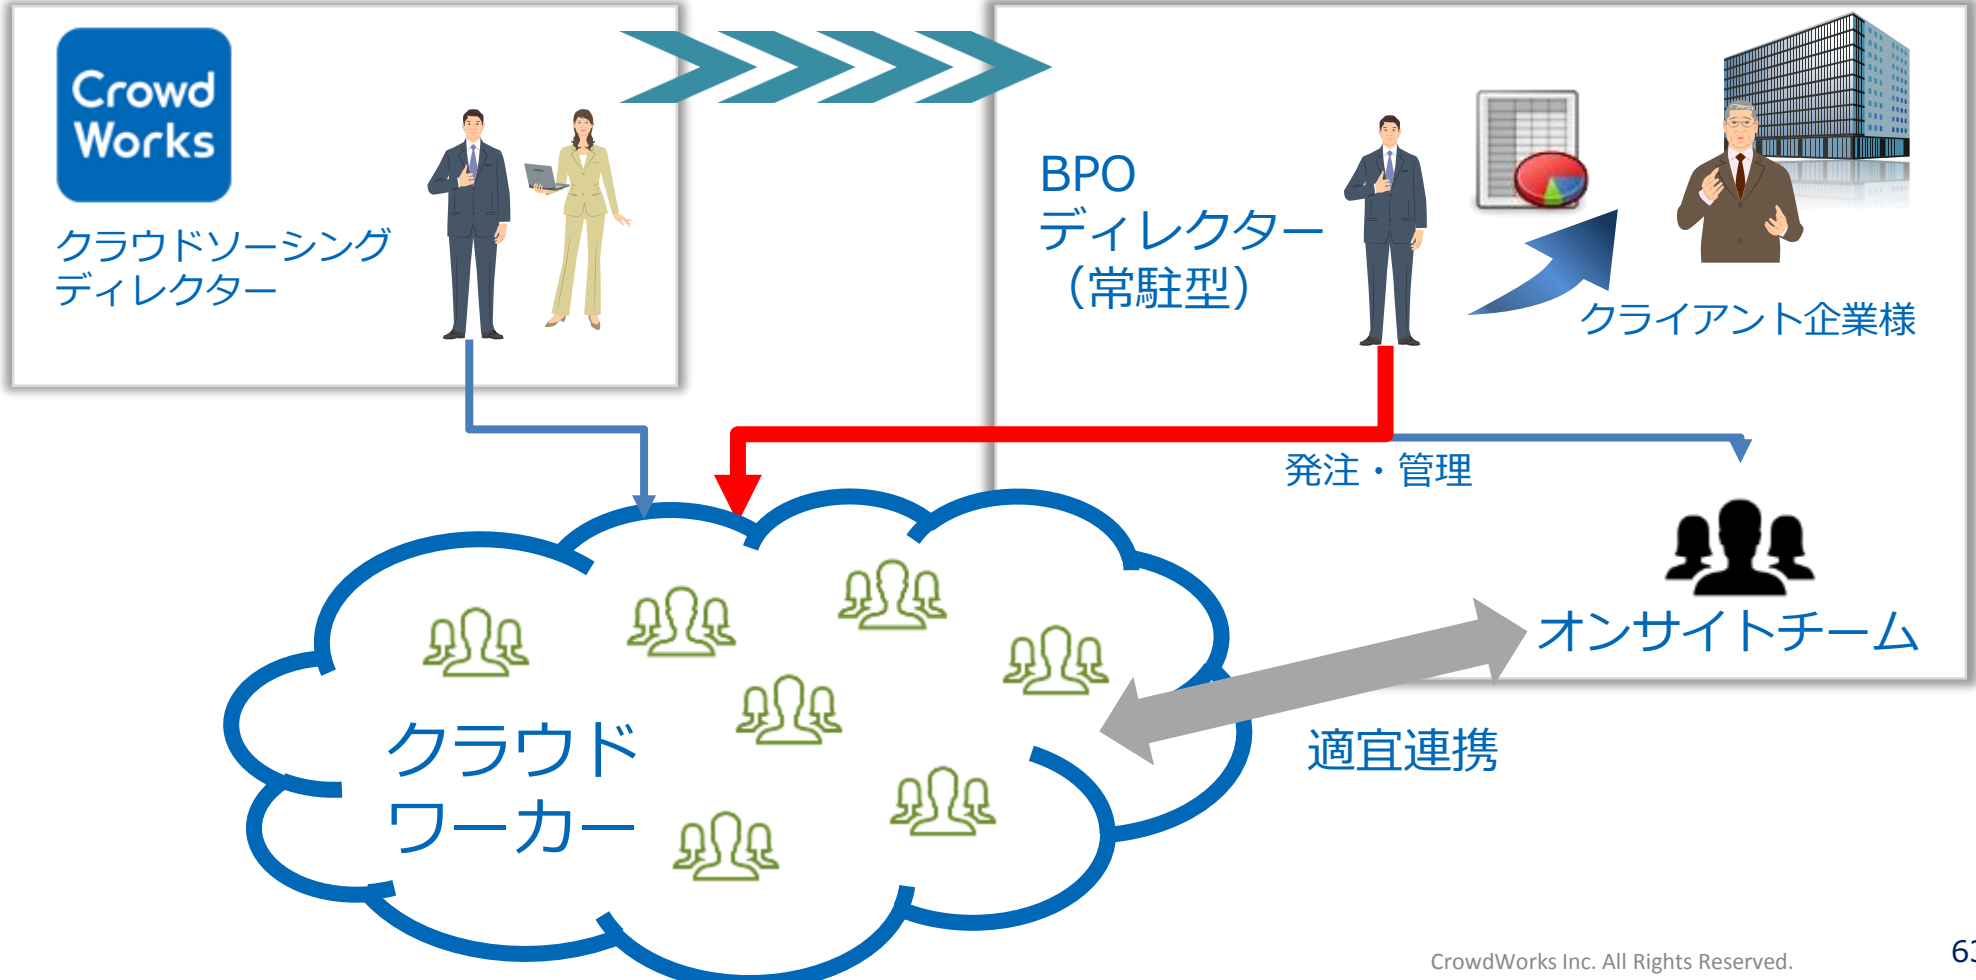 Crowd
Works
クラウドソーシング
ディレクター
BPO
ディレクター
（常駐型）
クライアント企業様
発注・管理
オンサイトチーム
クラウド
ワーカー
適宜連携
CrowdWorks Inc. All Rights Reserved.
63